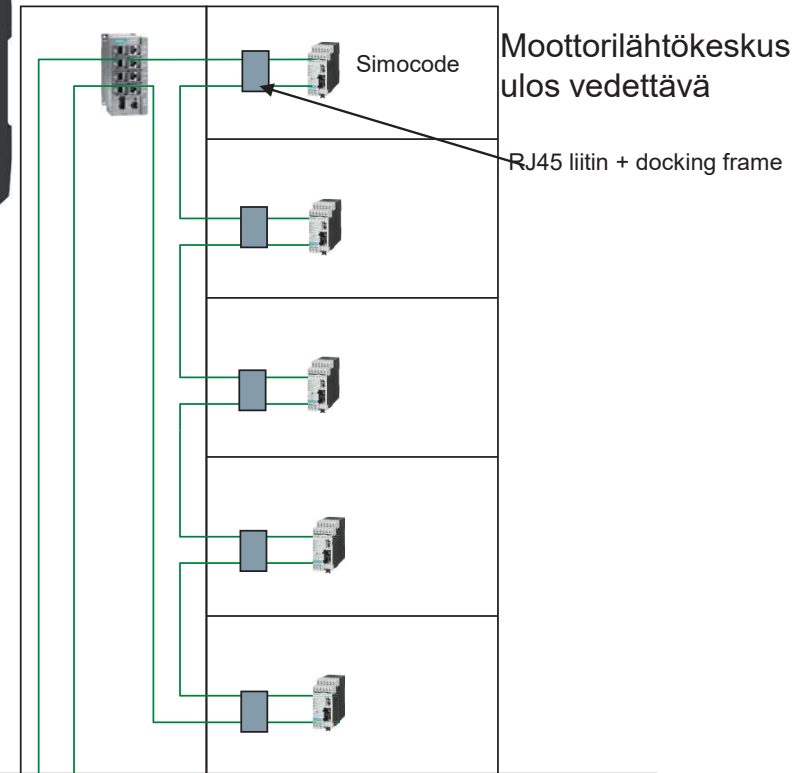 Simocode
Moottorilähtökeskus
ulos vedettävä
RJ45 liitin + docking frame